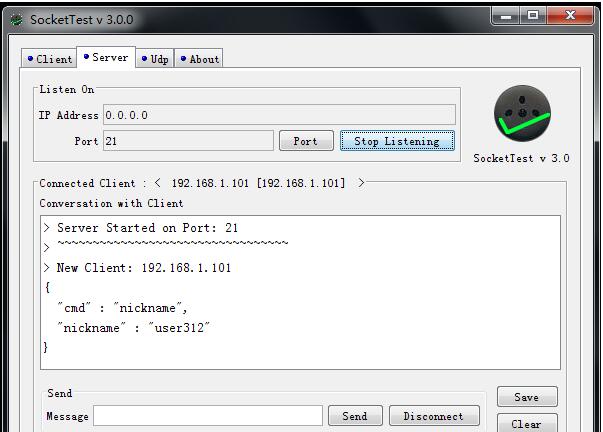 SocketTest v 3.0.0
Client Server Udp About
Listen On
IP Address 0.0.0.0
Port 21 Port Stop Listening
SocketTest v 3.0
Connected Client : < 192.168.1.101 [192.168.1.101] >
Conversation with Client
> Server Started on Port: 21
> ~~~~~~~~~~~~~~~~~~~~~~~~~~~~~~~~~
> New Client: 192.168.1.101
{
"cmd" : "nickname",
"nickname" : "user312"
}
Send
Message Send Disconnect
Save
Clear